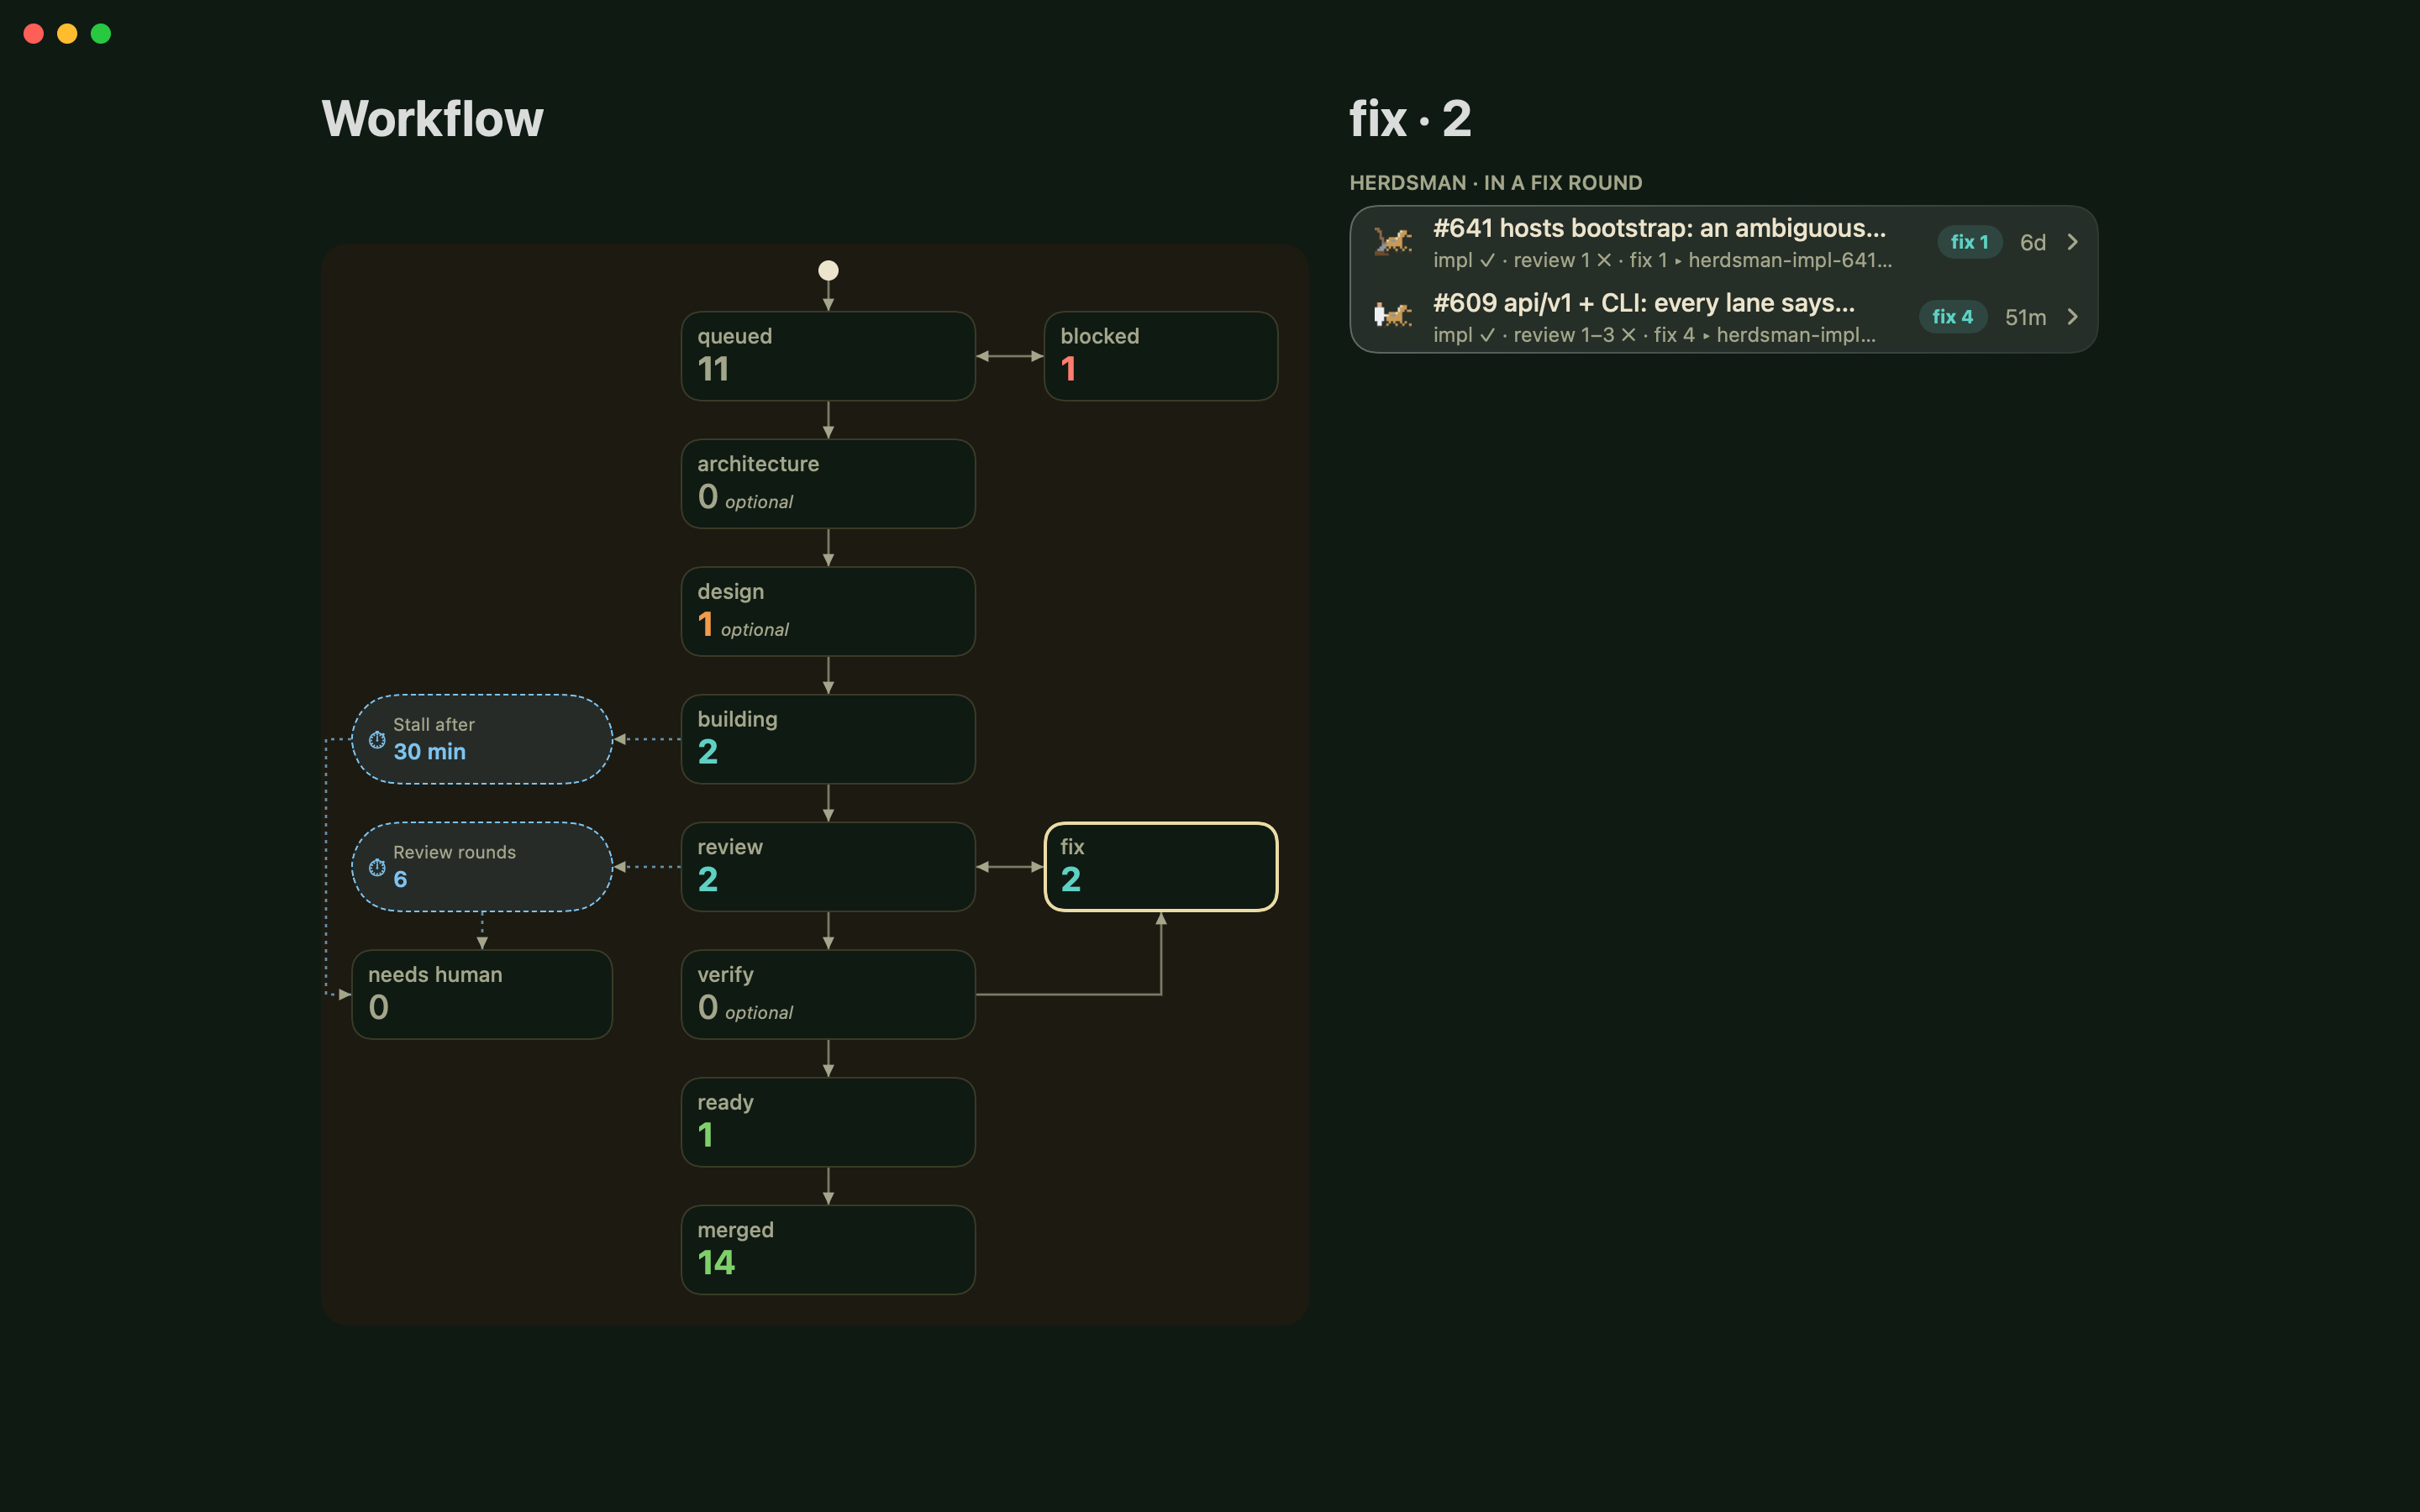 Workflow
queued
11
blocked
1
architecture
0 optional
design
1 optional
Stall after
30 min
building
2
Review rounds
6
review
2
fix
2
needs human
0
verify
0 optional
ready
1
merged
14
fix · 2
HERDSMAN · IN A FIX ROUND
#641 hosts bootstrap: an ambiguous...
impl ✓ · review 1 ✕ · fix 1 ▸ herdsman-impl-641...
fix 1
6d
#609 api/v1 + CLI: every lane says...
impl ✓ · review 1–3 ✕ · fix 4 ▸ herdsman-impl...
fix 4
51m